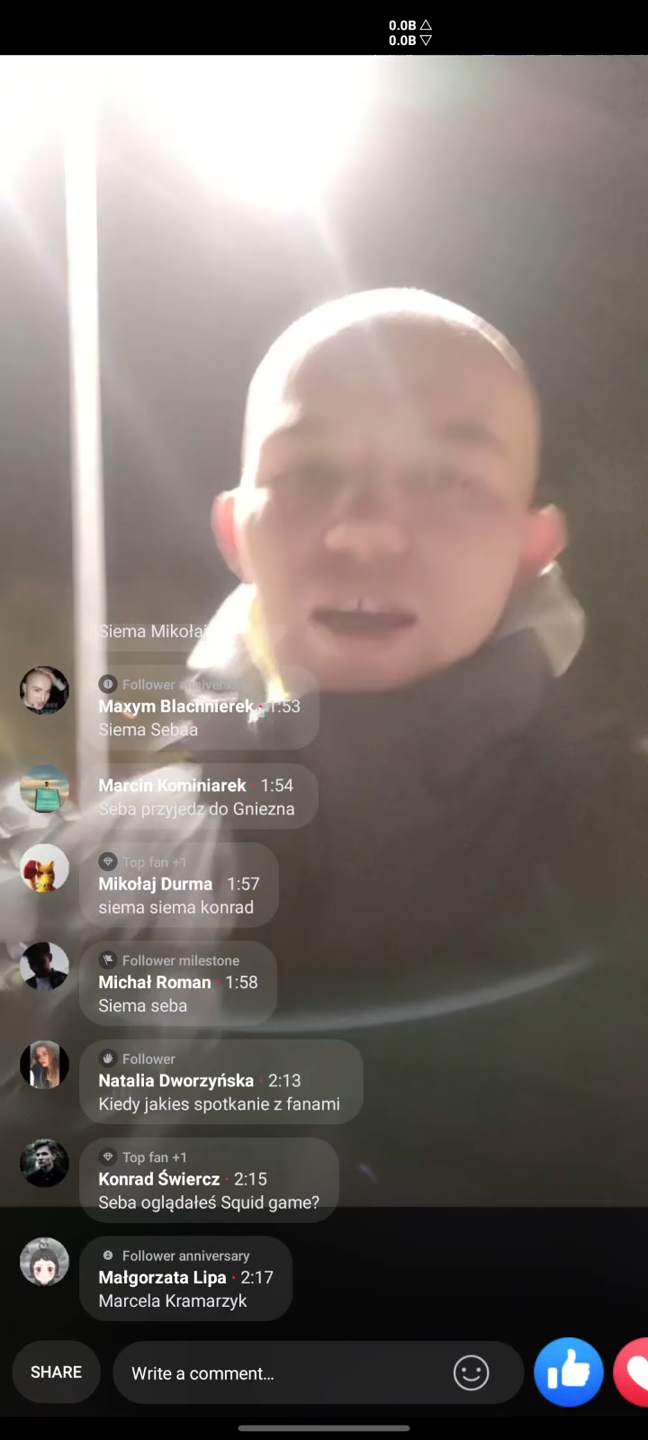 0.0B △
0.0B ▽
Siema Mikołaj
Follower anniversary
Maxym Blachnierek · 1:53
Siema Sebaa
Marcin Kominiarek · 1:54
Seba przyjedz do Gniezna
Top fan +1
Mikołaj Durma · 1:57
siema siema konrad
Follower milestone
Michał Roman · 1:58
Siema seba
Follower
Natalia Dworzyńska · 2:13
Kiedy jakies spotkanie z fanami
Top fan +1
Konrad Świercz · 2:15
Seba oglądałeś Squid game?
Follower anniversary
Małgorzata Lipa · 2:17
Marcela Kramarzyk
SHARE
Write a comment...